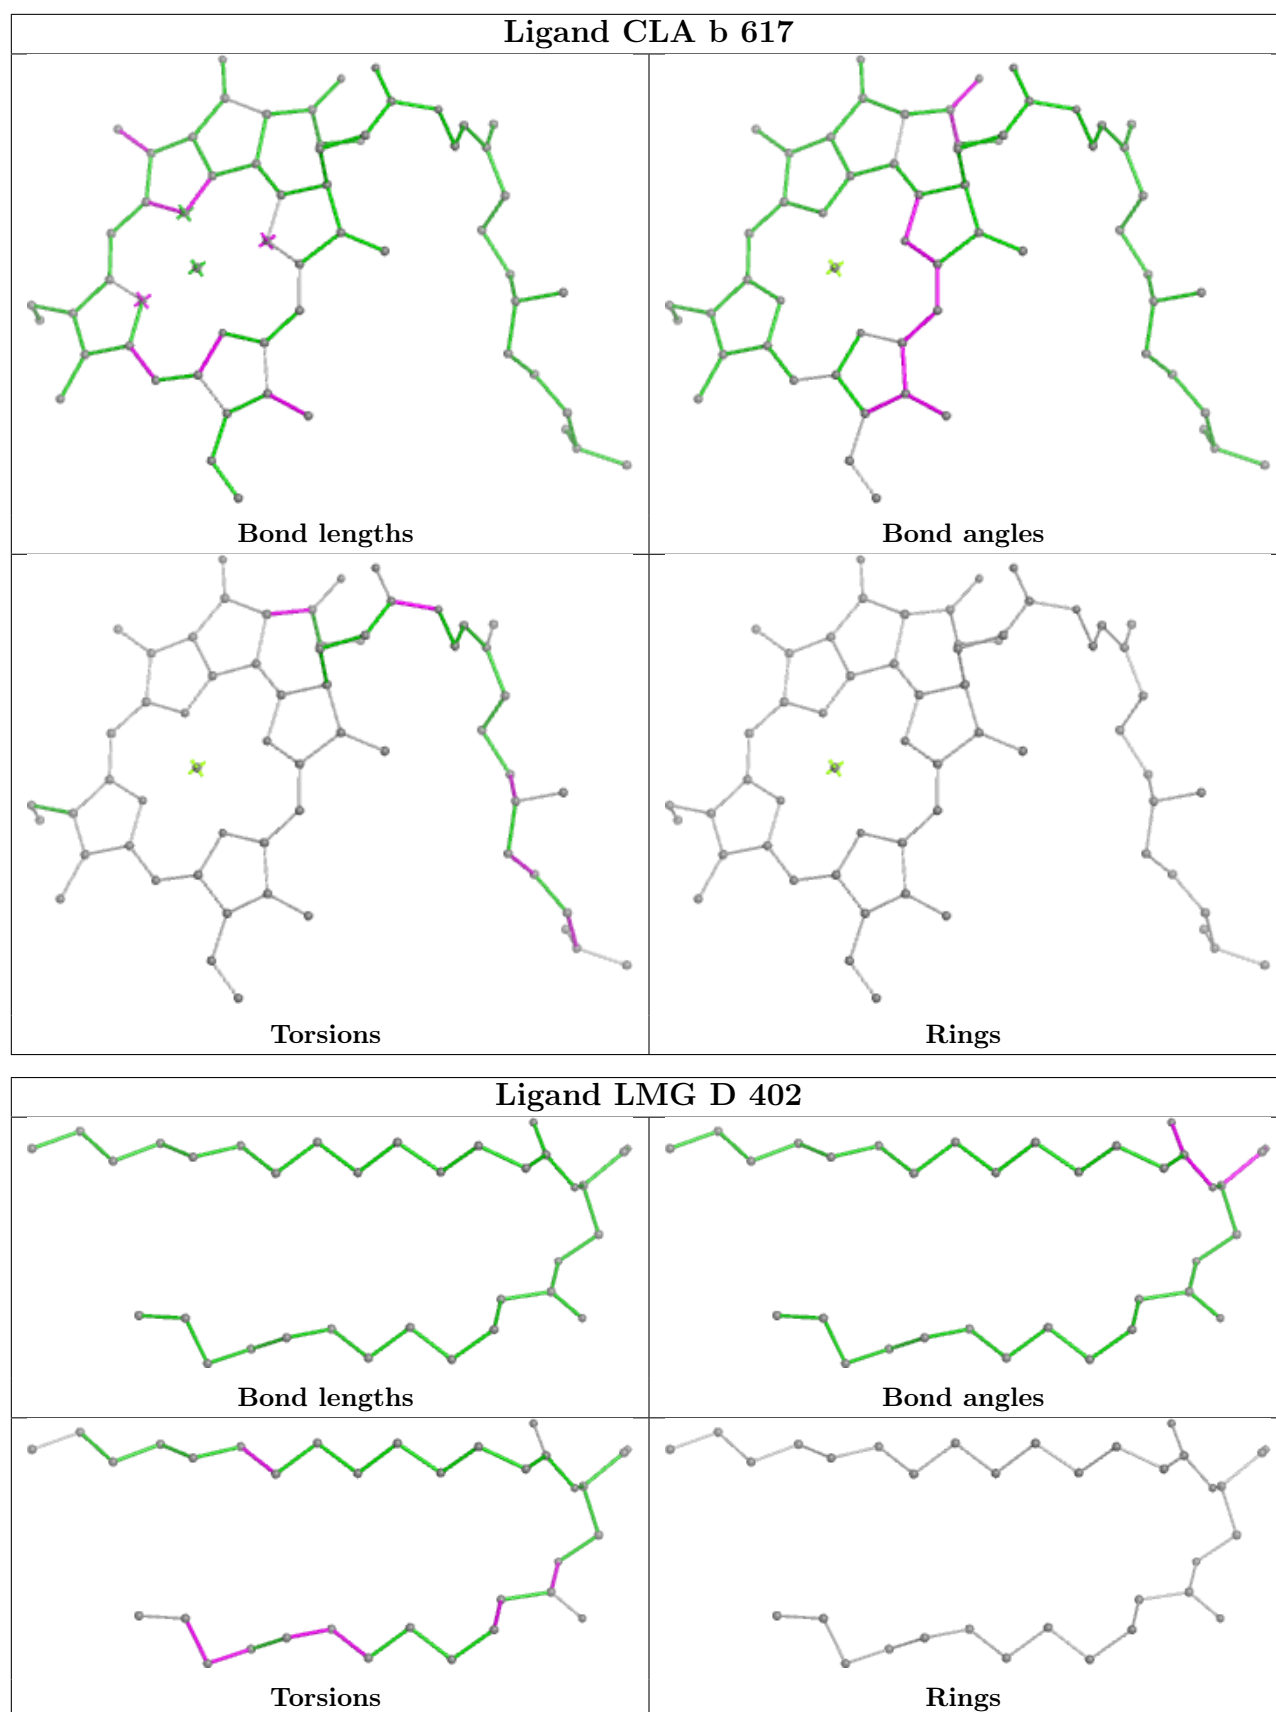 Ligand CLA b 617
Bond lengths
Bond angles
Torsions
Rings
Ligand LMG D 402
Bond lengths
Bond angles
Torsions
Rings